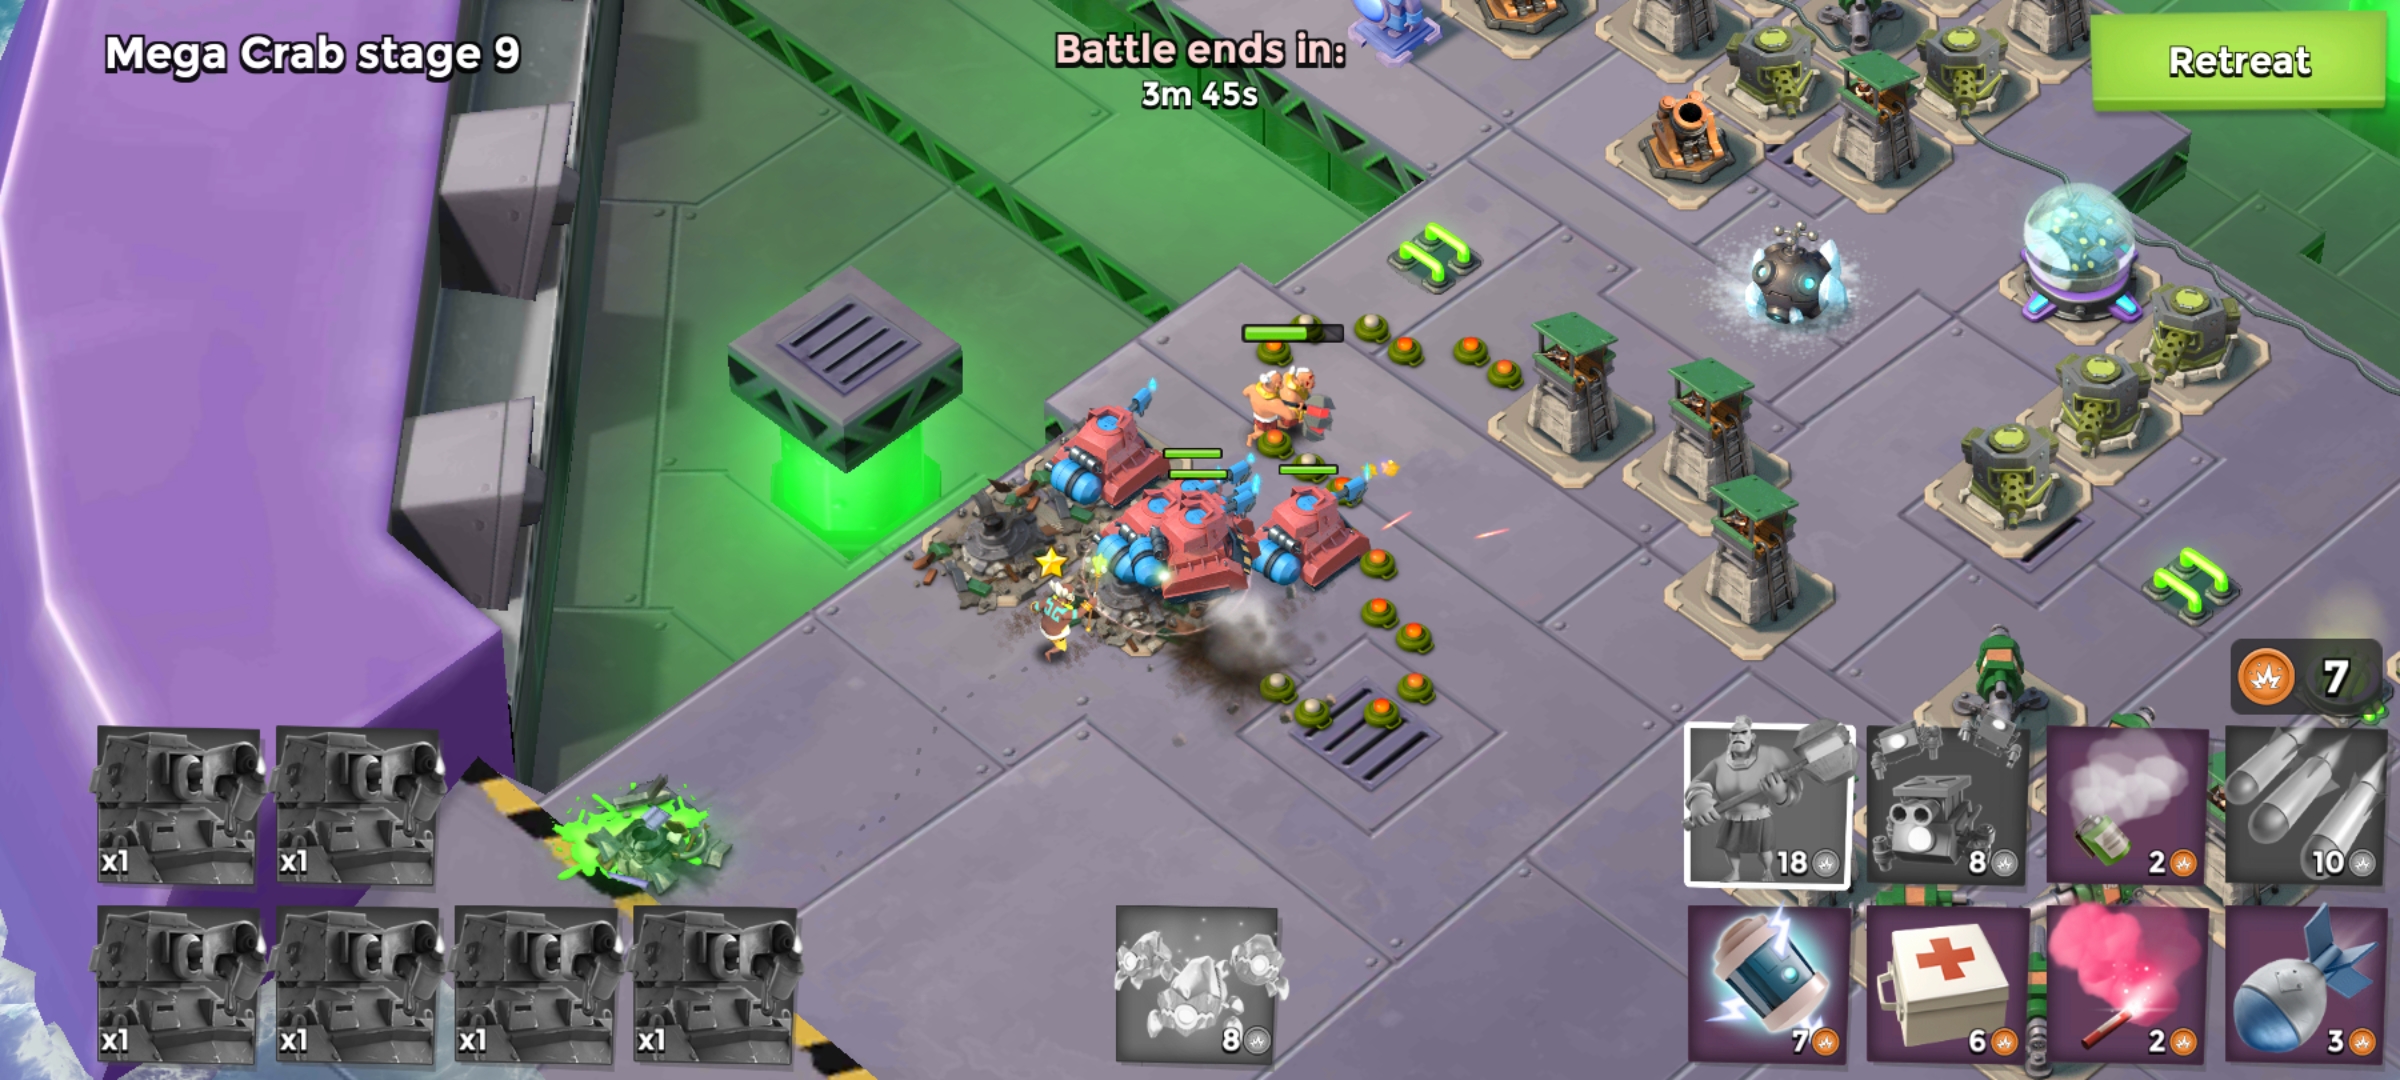 Mega Crab stage 9
Battle ends in:
3m 45s
Retreat
7
x1
x1
18
8
2
10
x1
x1
x1
x1
8
7
6
2
3